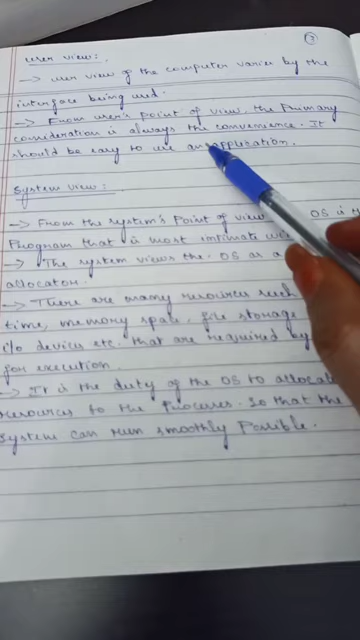 3
User view:
→ User view of the computer varies by the
interface being used.
→ From user's point of view, the primary
consideration is always the convenience. It
should be easy to use an application.
System view:
→ From the system's point of view OS is the
program that is most intimate
→ The system views the OS as a
allocator.
→ There are many resources such
time, memory space, file storage
i/o devices etc. that are required by
for execution.
→ It is the duty of the OS to allocate
resources to the processes. So that the
system can run smoothly possible.